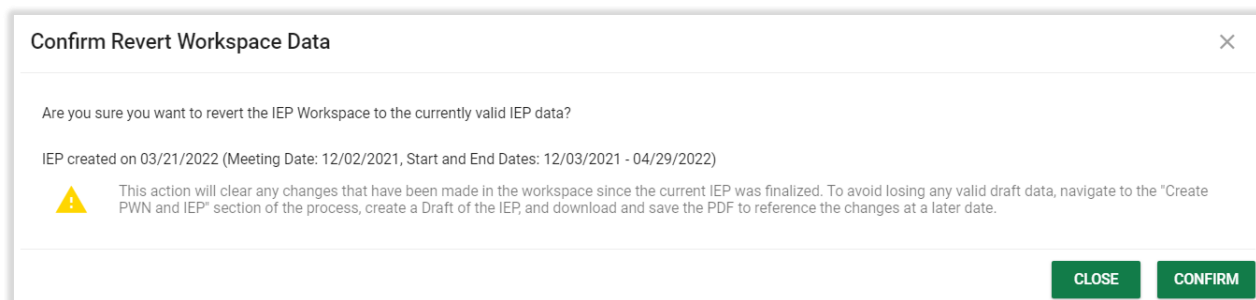 Confirm Revert Workspace Data
Are you sure you want to revert the IEP Workspace to the currently valid IEP data?
IEP created on 03/21/2022 (Meeting Date: 12/02/2021, Start and End Dates: 12/03/2021 - 04/29/2022)
This action will clear any changes that have been made in the workspace since the current IEP was finalized. To avoid losing any valid draft data, navigate to the "Create
PWN and IEP" section of the process, create a Draft of the IEP, and download and save the PDF to reference the changes at a later date.
CLOSE CONFIRM